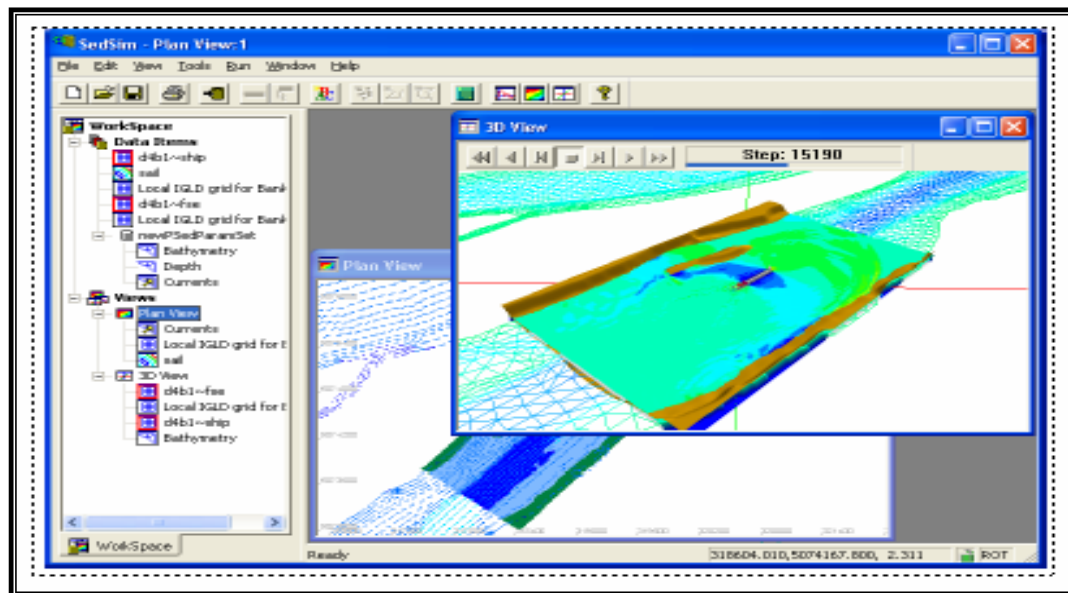 SedSim - Plan View:1
File Edit View Tools Run Window Help
WorkSpace
Data Items
d4b1~ship
sail
Local IGLD grid for Bank
d4b1~fse
Local IGLD grid for Bank
newPSedParamSet
Bathymetry
Depth
Currents
Views
Plan View
Currents
Local IGLD grid for B
sail
3D View
d4b1~fse
Local IGLD grid for B
d4b1~ship
Bathymetry
WorkSpace
3D View
Step: 15190
Plan View
Ready
318604.010,5074167.800, 2.311
ROT